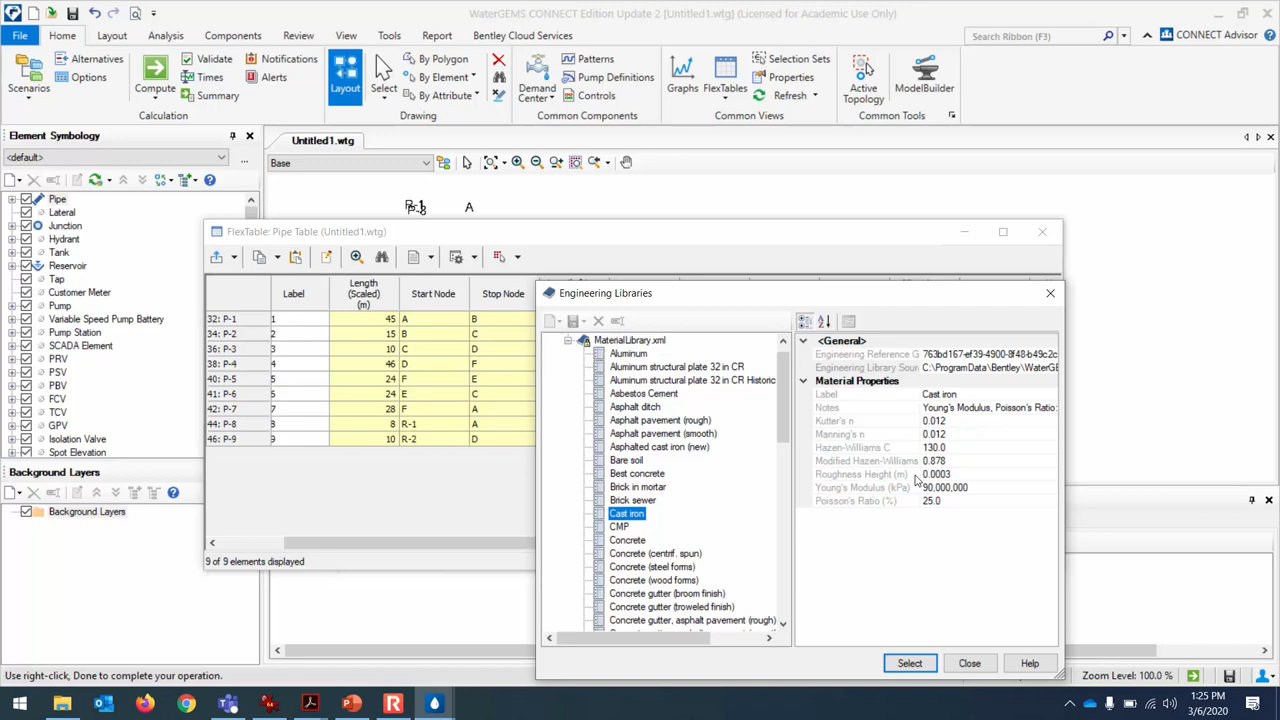 WaterGEMS CONNECT Edition Update 2 [Untitled1.wtg] (Licensed for Academic Use Only)
File Home Layout Analysis Components Review View Tools Report Bentley Cloud Services Search Ribbon (F3) CONNECT Advisor
Scenarios
Alternatives
Options
Compute
Validate
Times
Summary
Notifications
Alerts
Calculation
Layout
Select
By Polygon
By Element
By Attribute
Drawing
Demand Center
Patterns
Pump Definitions
Controls
Common Components
Graphs
FlexTables
Selection Sets
Properties
Refresh
Common Views
Active Topology
ModelBuilder
Common Tools
Element Symbology
<default>
...
Pipe
Lateral
Junction
Hydrant
Tank
Reservoir
Tap
Customer Meter
Pump
Variable Speed Pump Battery
Pump Station
SCADA Element
PRV
PSV
PBV
FCV
TCV
GPV
Isolation Valve
Spot Elevation
Background Layers
Background Layers
Untitled1.wtg
Base
A
FlexTable: Pipe Table (Untitled1.wtg)
Label Length (Scaled) (m) Start Node Stop Node
32: P-1 1 45 A B
34: P-2 2 15 B C
36: P-3 3 10 C D
38: P-4 4 46 D F
39: P-5 5 24 F E
41: P-6 6 24 E C
42: P-7 7 28 F A
44: P-8 8 8 R-1 A
46: P-9 9 10 R-2 D
9 of 9 elements displayed
Engineering Libraries
MaterialLibrary.xml
Aluminum
Aluminum structural plate 32 in CR
Aluminum structural plate 32 in CR Historic
Asbestos Cement
Asphalt ditch
Asphalt pavement (rough)
Asphalt pavement (smooth)
Asphalted cast iron (new)
Bare soil
Best concrete
Brick in mortar
Brick sewer
Cast iron
CMP
Concrete
Concrete (centrif. spun)
Concrete (steel forms)
Concrete (wood forms)
Concrete gutter (broom finish)
Concrete gutter (troweled finish)
Concrete gutter, asphalt pavement (rough)
<General>
Engineering Reference G 763bd167-ef39-4900-9f48-b49c2c
Engineering Library Sour C:\ProgramData\Bentley\WaterGE
Material Properties
Label Cast iron
Notes Young's Modulus, Poisson's Ratio:
Kutter's n 0.012
Manning's n 0.012
Hazen-Williams C 130.0
Modified Hazen-Williams 0.878
Roughness Height (m) 0.0003
Young's Modulus (kPa) 90,000,000
Poisson's Ratio (%) 25.0
Select Close Help
Use right-click, Done to complete your operation.
Zoom Level: 100.0 %
1:25 PM
3/6/2020